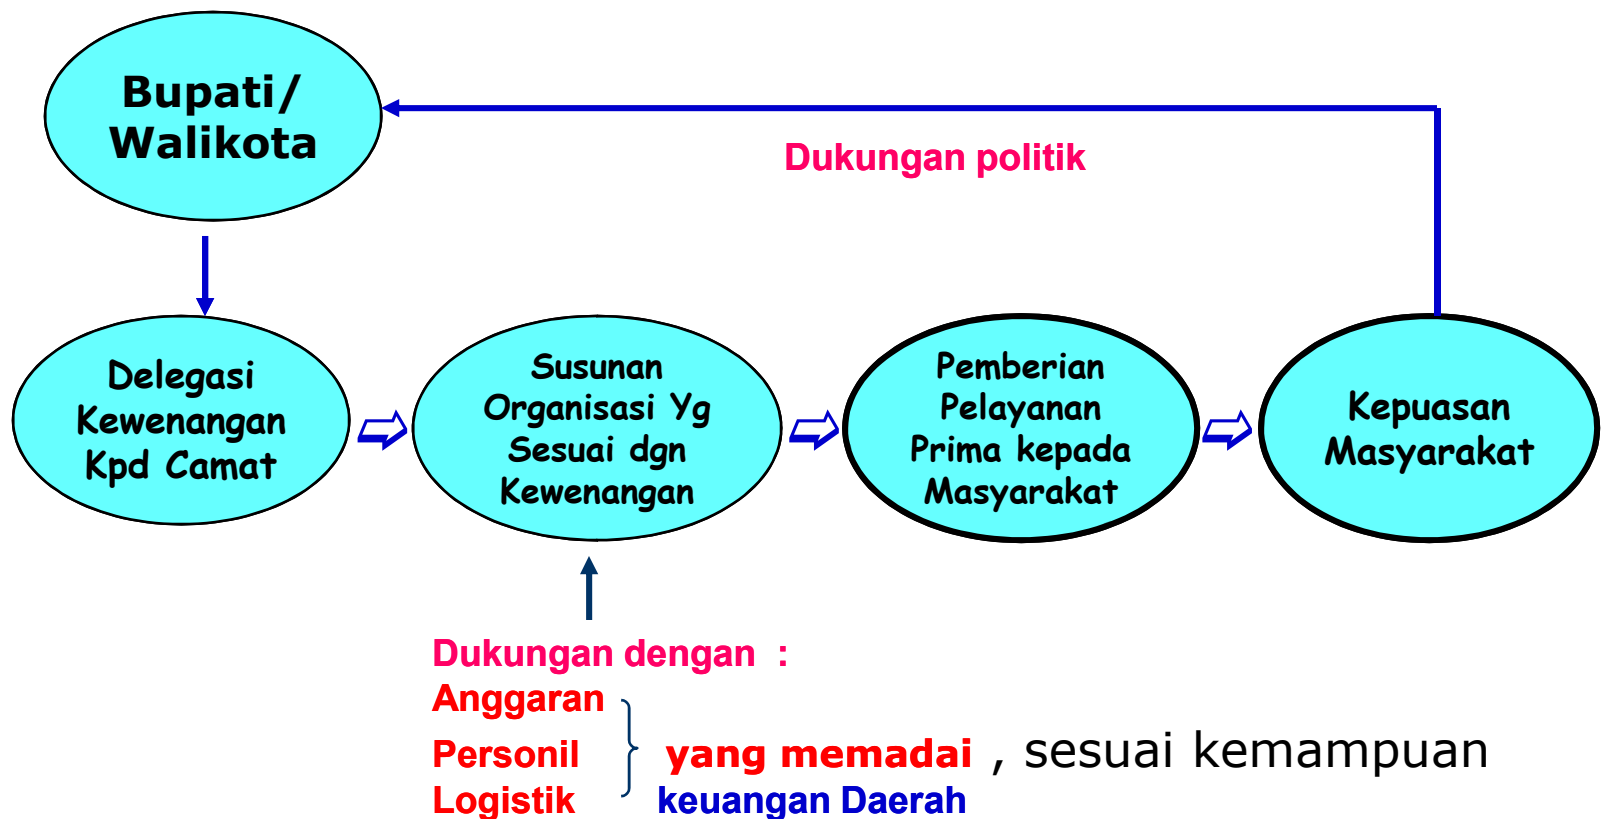 Bupati/
Walikota
Dukungan politik
Delegasi
Kewenangan
Kpd Camat
Susunan
Organisasi Yg
Sesuai dgn
Kewenangan
Pemberian
Pelayanan
Prima kepada
Masyarakat
Kepuasan
Masyarakat
Dukungan dengan :
Anggaran
Personil yang memadai , sesuai kemampuan
Logistik keuangan Daerah